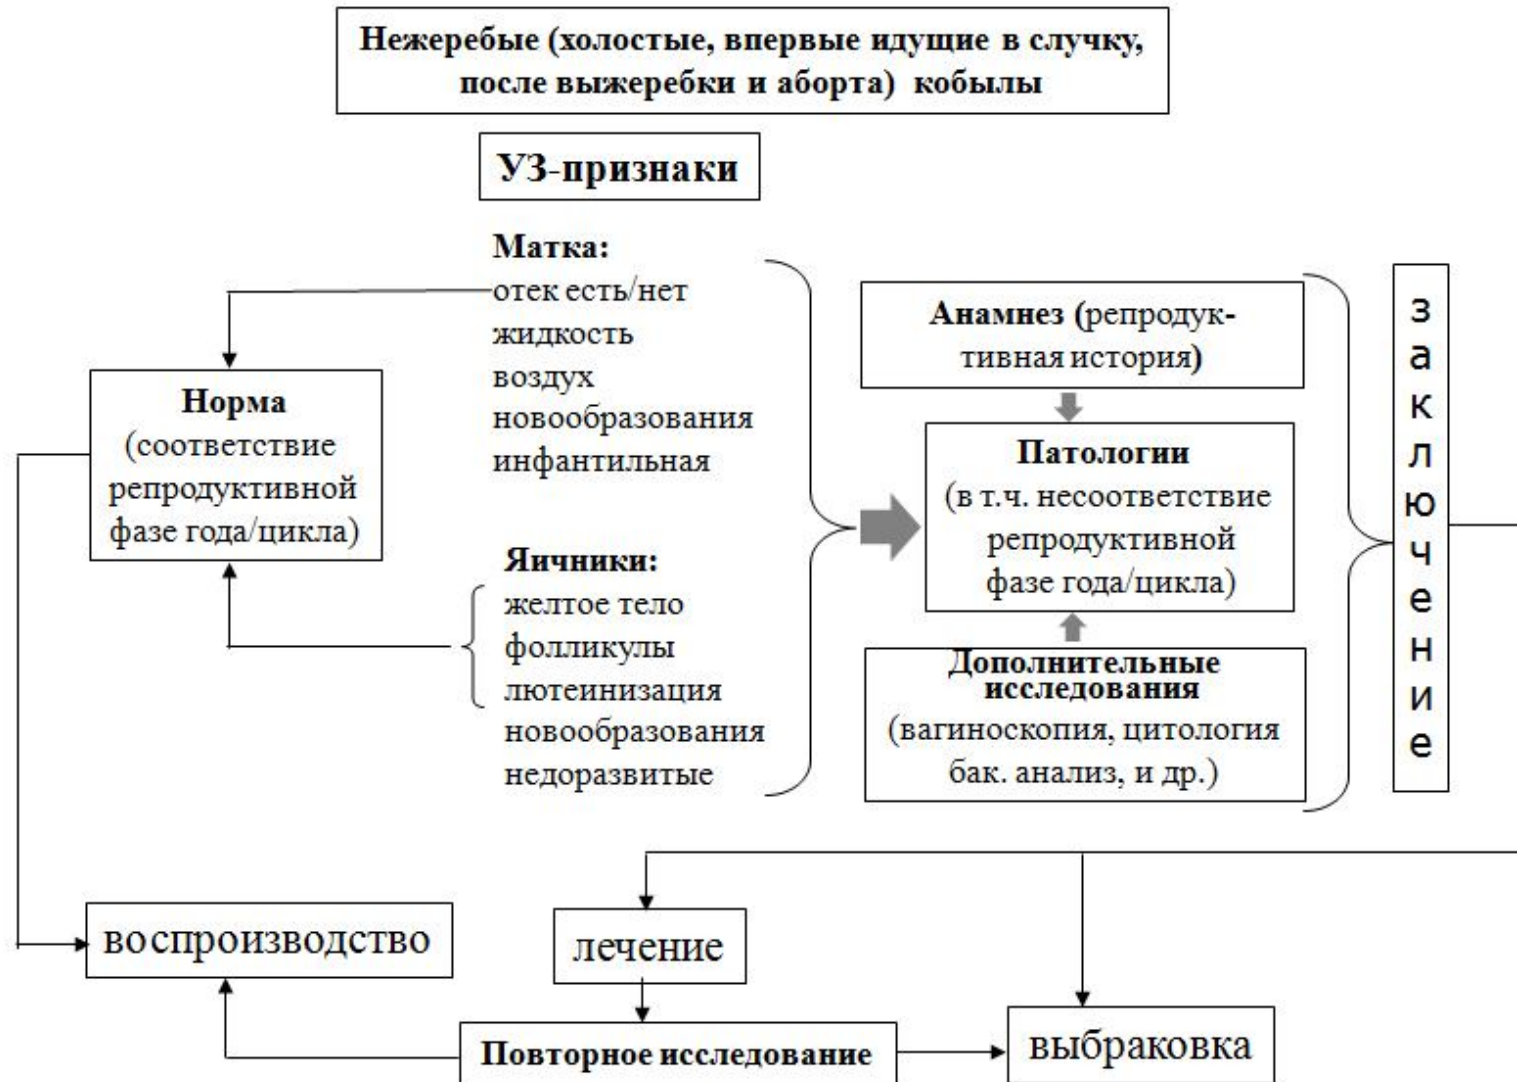 Нежеребые (холостые, впервые идущие в случку,
после выжеребки и аборта) кобылы
УЗ-признаки
Матка:
отек есть/нет
жидкость
воздух
новообразования
инфантильная
Норма
(соответствие
репродуктивной
фазе года/цикла)
Яичники:
желтое тело
фолликулы
лютеинизация
новообразования
недоразвитые
Анамнез (репродук-
тивная история)
Патологии
(в т.ч. несоответствие
репродуктивной
фазе года/цикла)
Дополнительные
исследования
(вагиноскопия, цитология
бак. анализ, и др.)
заключение
воспроизводство
лечение
Повторное исследование
выбраковка